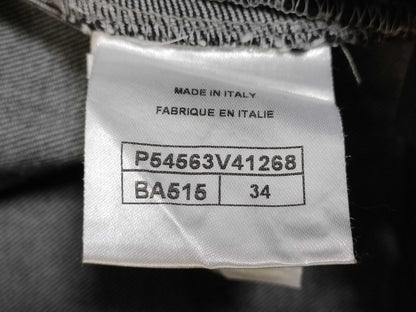 MADE IN ITALY
FABRIQUE EN ITALIE
P54563V41268
BA515 34